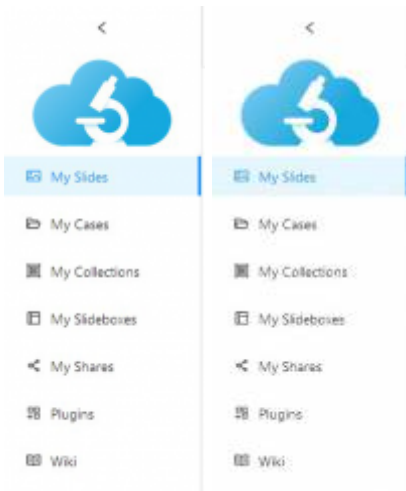 My Slides
My Cases
My Collections
My Slideboxes
My Shares
Plugins
Wiki
My Slides
My Cases
My Collections
My Slideboxes
My Shares
Plugins
Wiki